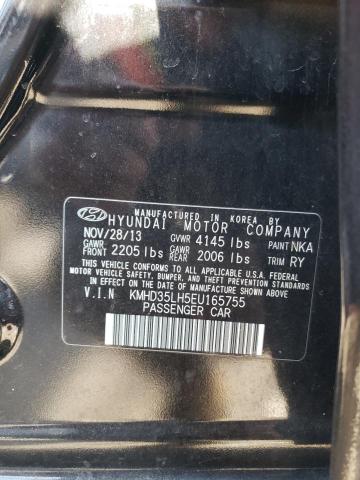 MANUFACTURED IN KOREA BY
HYUNDAI MOTOR COMPANY
NOV/28/13 GVWR 4145 lbs PAINT NKA
GAWR FRONT 2205 lbs GAWR REAR 2006 lbs TRIM RY
THIS VEHICLE CONFORMS TO ALL APPLICABLE U.S.A. FEDERAL
MOTOR VEHICLE SAFETY, BUMPER, AND THEFT PREVENTION STANDARDS
IN EFFECT ON THE DATE OF MANUFACTURE SHOWN ABOVE.
V.I.N KMHD35LH5EU165755
PASSENGER CAR